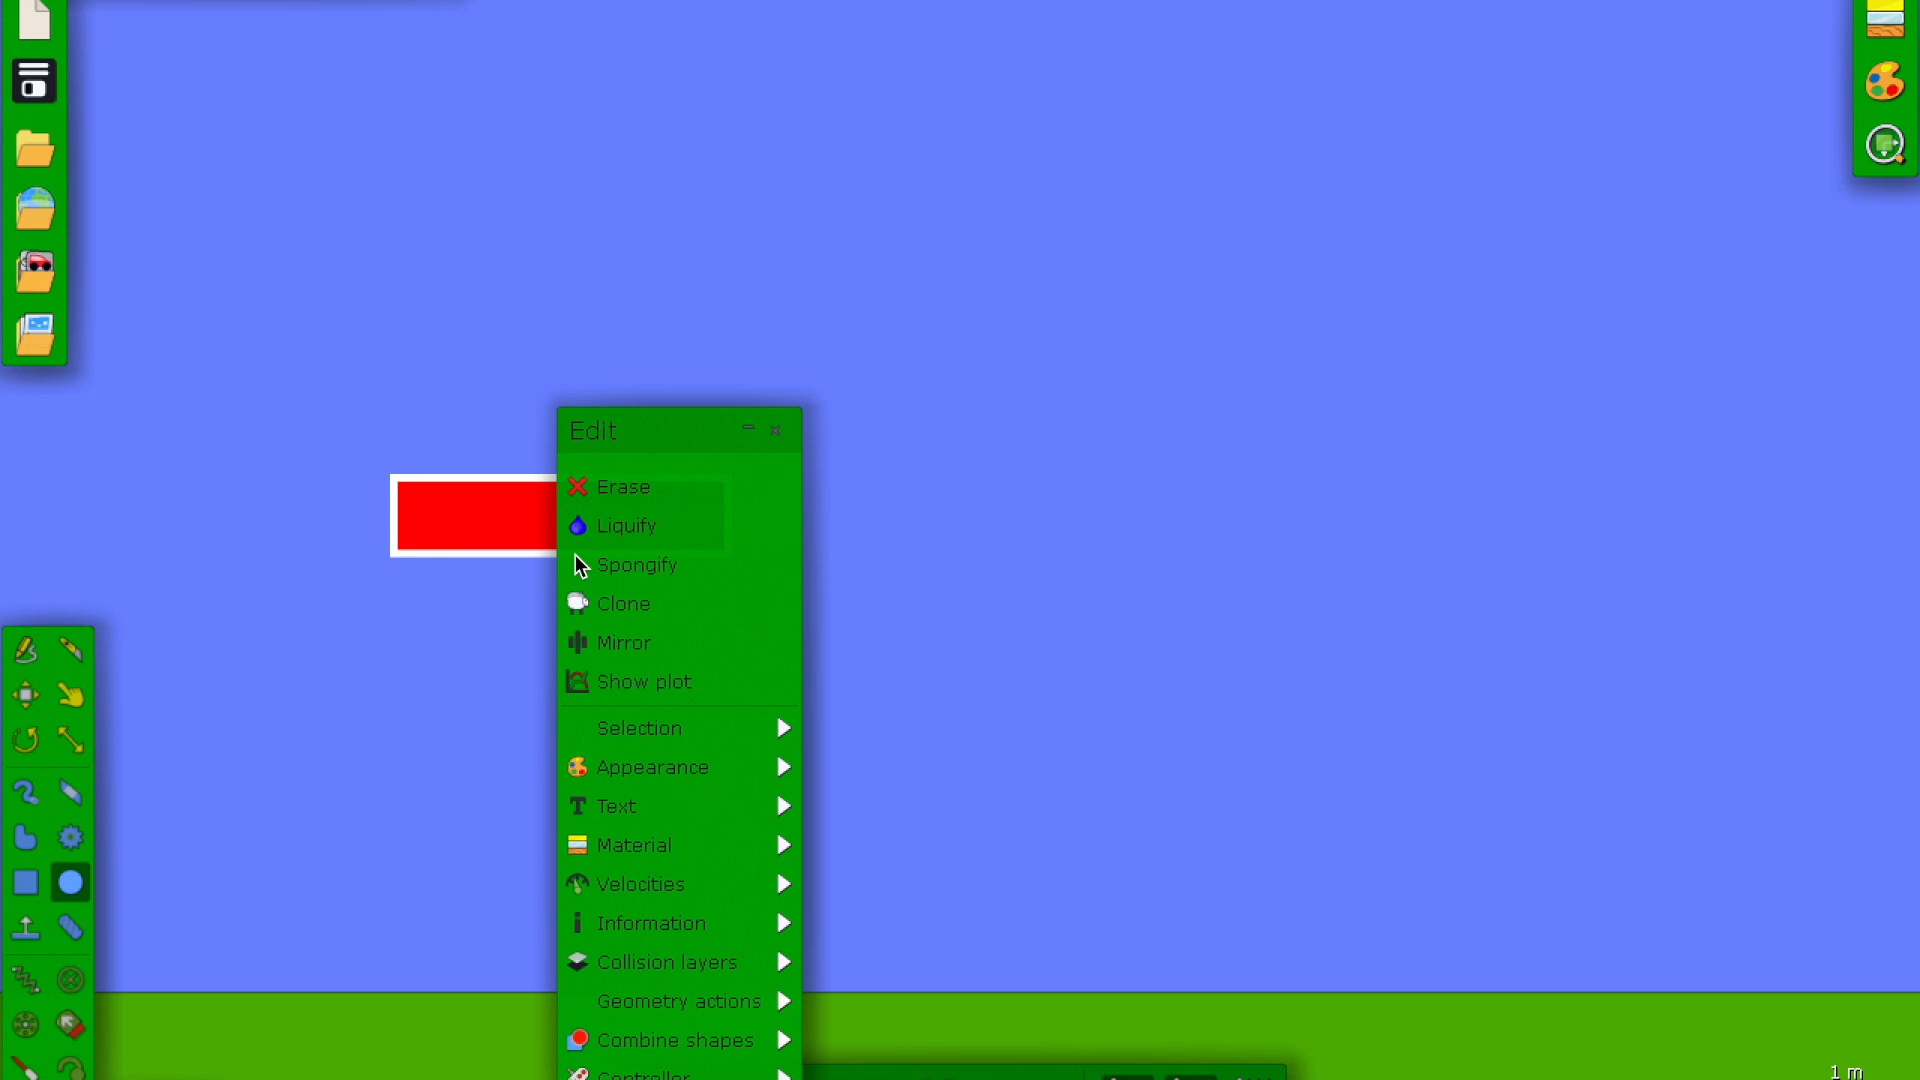 Edit
Erase
Liquify
Spongify
Clone
Mirror
Show plot
Selection
Appearance
Text
Material
Velocities
Information
Collision layers
Geometry actions
Combine shapes
Controller
1 m